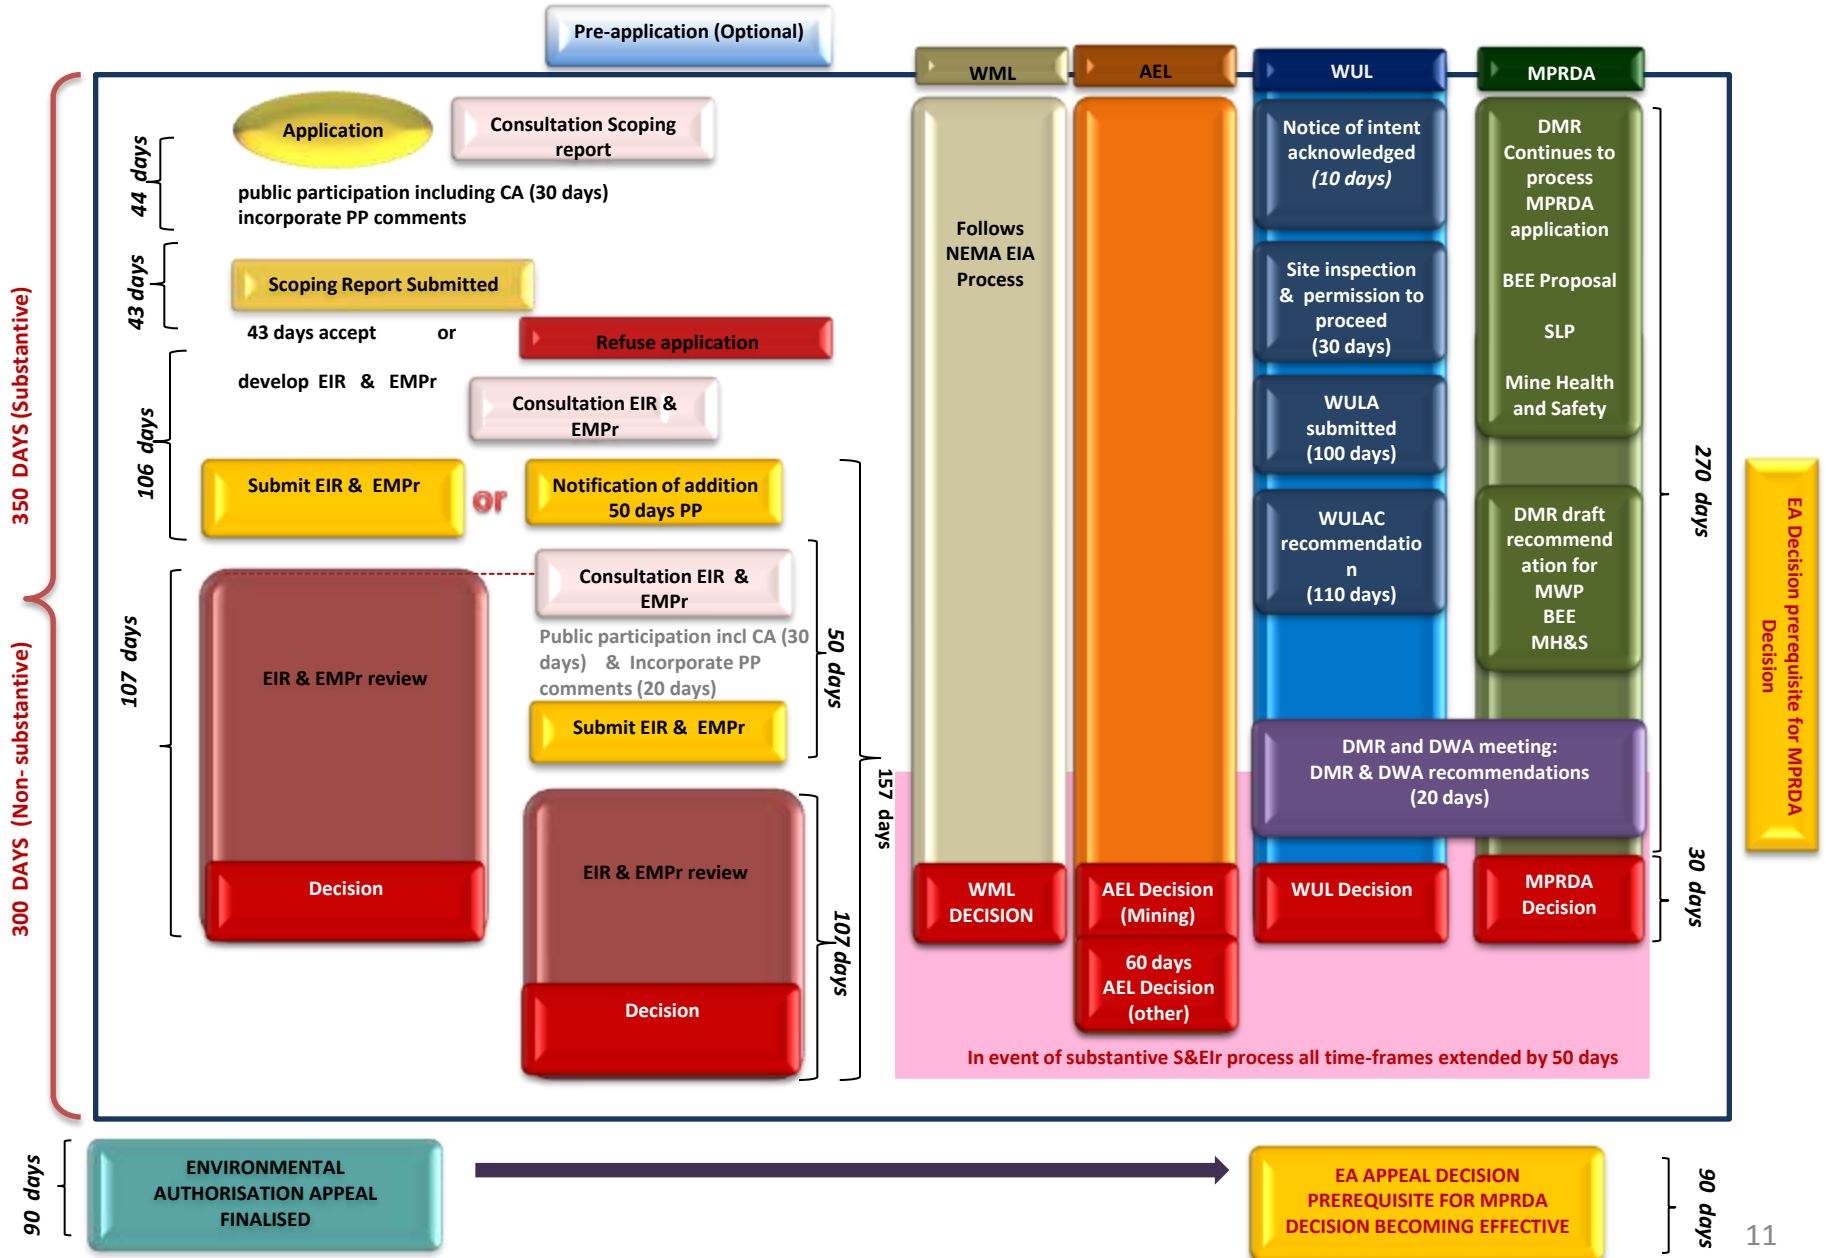 Pre-application (Optional)
WML
AEL
WUL
MPRDA
350 DAYS (Substantive)
300 DAYS (Non- substantive)
44 days
Application
Consultation Scoping
report
public participation including CA (30 days)
incorporate PP comments
43 days
Scoping Report Submitted
43 days accept or
Refuse application
106 days
develop EIR & EMPr
Consultation EIR &
EMPr
Submit EIR & EMPr
or
Notification of addition
50 days PP
107 days
EIR & EMPr review
Decision
Consultation EIR &
EMPr
Public participation incl CA (30
days) & Incorporate PP
comments (20 days)
Submit EIR & EMPr
50 days
EIR & EMPr review
Decision
107 days
157 days
Follows
NEMA EIA
Process
WML
DECISION
AEL Decision
(Mining)
60 days
AEL Decision
(other)
Notice of intent
acknowledged
(10 days)
Site inspection
& permission to
proceed
(30 days)
WULA
submitted
(100 days)
WULAC
recommendatio
n
(110 days)
DMR
Continues to
process
MPRDA
application
BEE Proposal
SLP
Mine Health
and Safety
DMR draft
recommend
ation for
MWP
BEE
MH&S
DMR and DWA meeting:
DMR & DWA recommendations
(20 days)
WUL Decision
MPRDA
Decision
270 days
30 days
EA Decision prerequisite for MPRDA
Decision
In event of substantive S&EIr process all time-frames extended by 50 days
90 days
ENVIRONMENTAL
AUTHORISATION APPEAL
FINALISED
EA APPEAL DECISION
PREREQUISITE FOR MPRDA
DECISION BECOMING EFFECTIVE
90 days
11